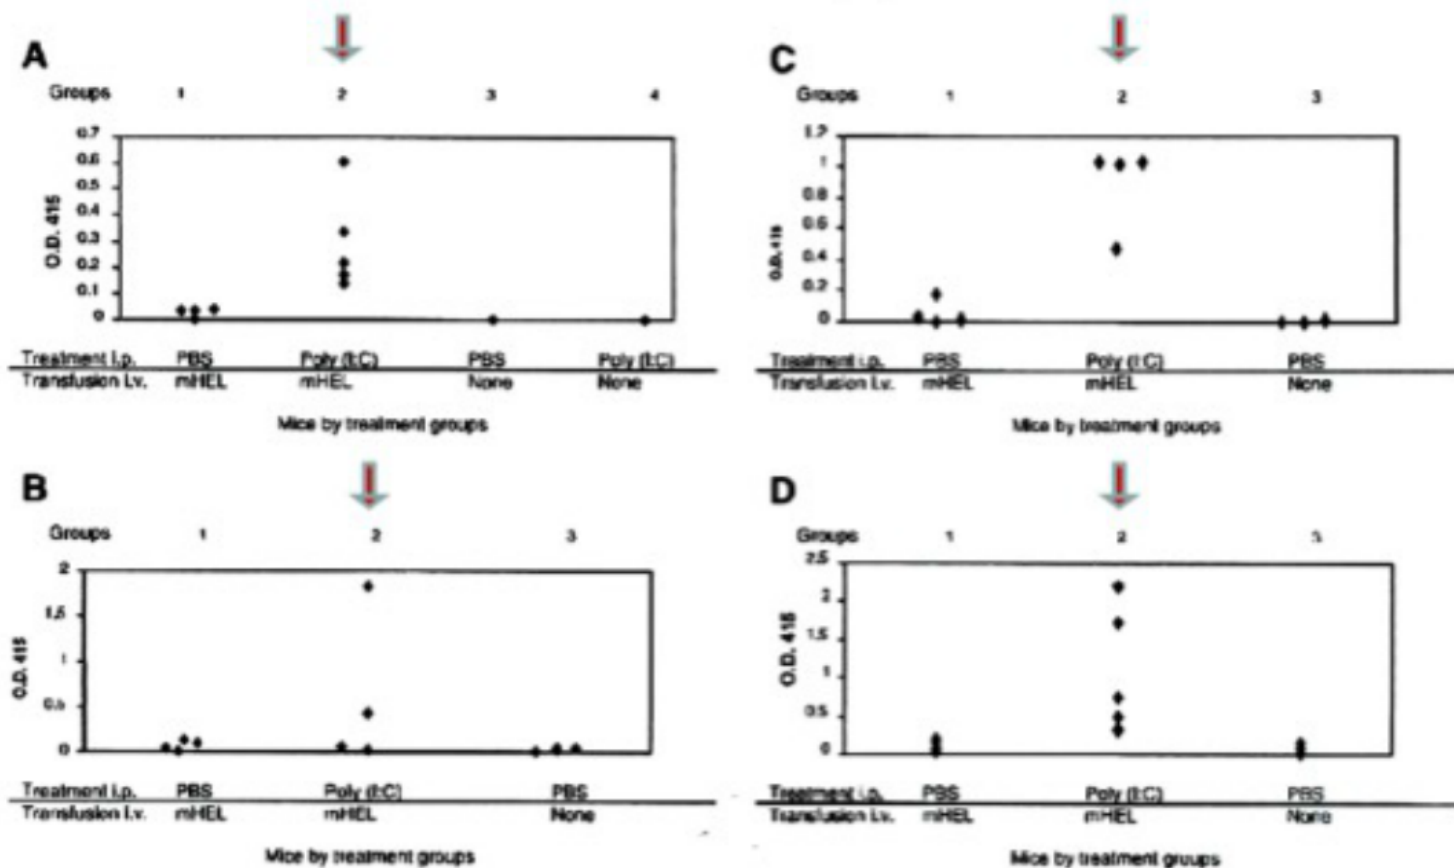 A
Groups 1 2 3 4
0.7
0.6
0.5
0.4
0.3
0.2
0.1
0
O.D. 415
Treatment i.p. PBS Poly (I:C) PBS Poly (I:C)
Transfusion i.v. mHEL mHEL None None
Mice by treatment groups
B
Groups 1 2 3
2
1.5
1
0.5
0
O.D. 415
Treatment i.p. PBS Poly (I:C) PBS
Transfusion i.v. mHEL mHEL None
Mice by treatment groups
C
Groups 1 2 3
1.2
1
0.8
0.6
0.4
0.2
0
O.D. 415
Treatment i.p. PBS Poly (I:C) PBS
Transfusion i.v. mHEL mHEL None
Mice by treatment groups
D
Groups 1 2 3
2.5
2
1.5
1
0.5
0
O.D. 415
Treatment i.p. PBS Poly (I:C) PBS
Transfusion i.v. mHEL mHEL None
Mice by treatment groups